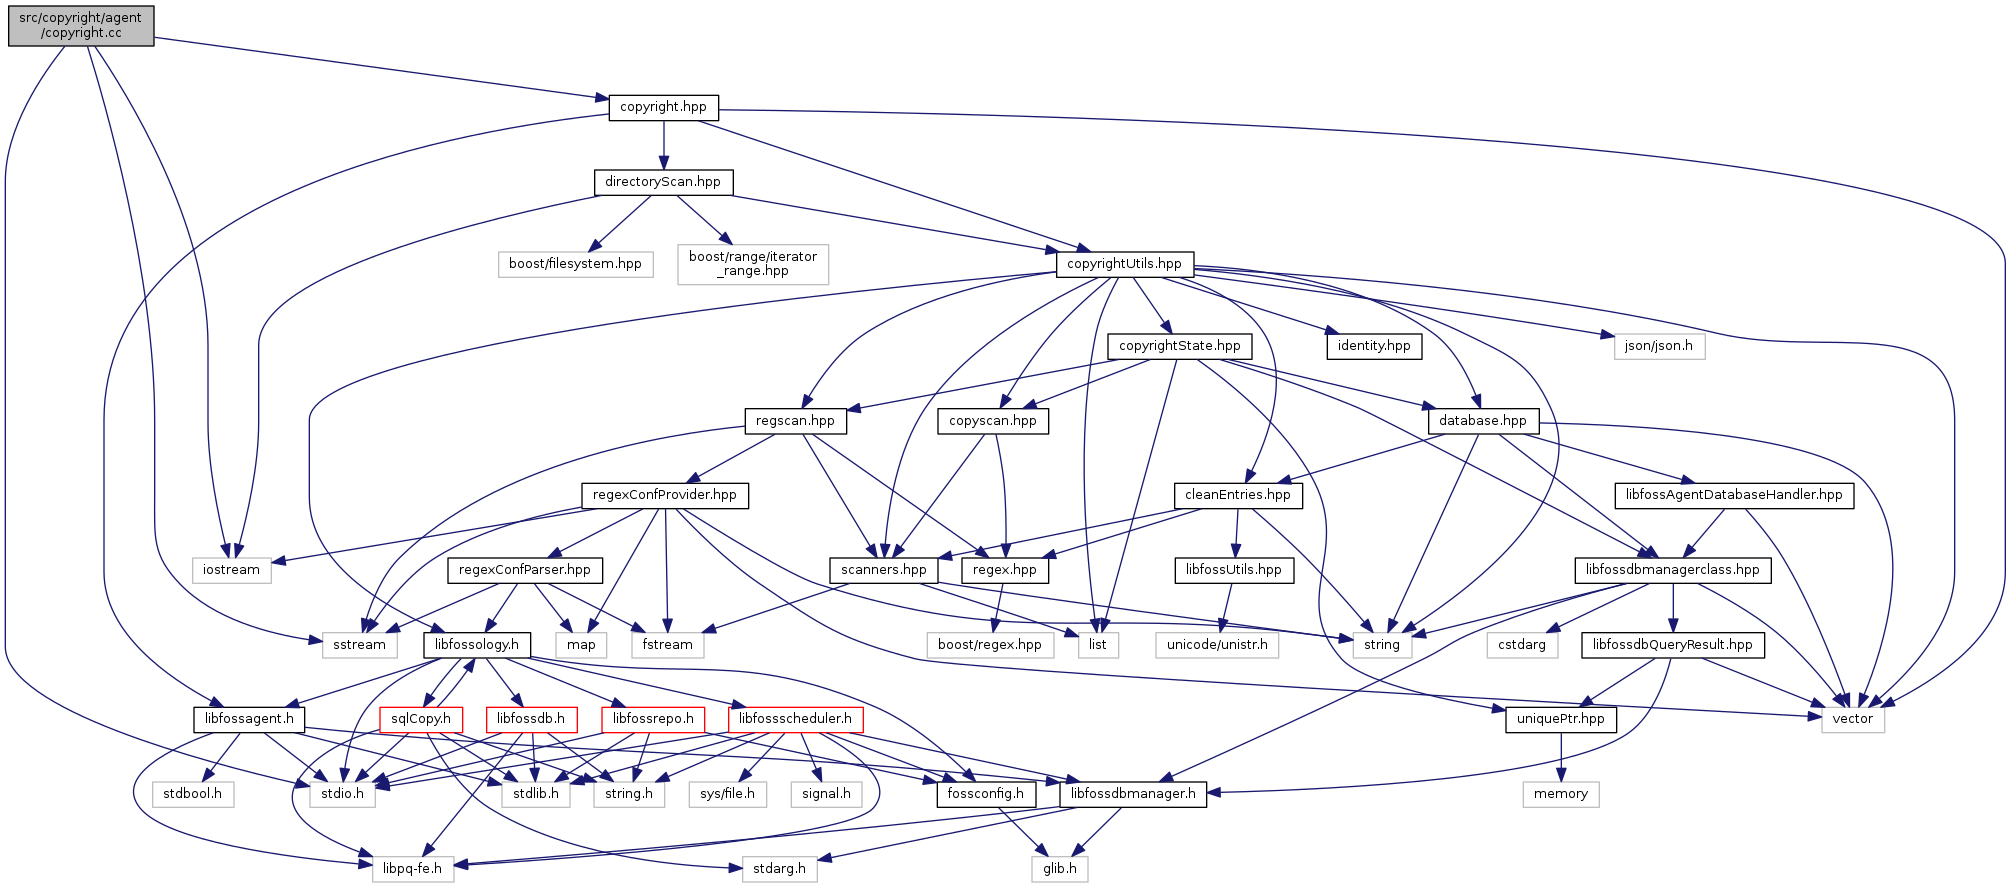 src/copyright/agent
/copyright.cc
copyright.hpp
directoryScan.hpp
boost/filesystem.hpp
boost/range/iterator
_range.hpp
copyrightUtils.hpp
copyrightState.hpp
identity.hpp
json/json.h
regscan.hpp
copyscan.hpp
database.hpp
regexConfProvider.hpp
cleanEntries.hpp
libfossAgentDatabaseHandler.hpp
iostream
regexConfParser.hpp
scanners.hpp
regex.hpp
libfossUtils.hpp
libfossdbmanagerclass.hpp
sstream
libfossology.h
map
fstream
boost/regex.hpp
list
unicode/unistr.h
string
cstdarg
libfossdbQueryResult.hpp
libfossagent.h
sqlCopy.h
libfossdb.h
libfossrepo.h
libfossscheduler.h
uniquePtr.hpp
vector
stdbool.h
stdio.h
stdlib.h
string.h
sys/file.h
signal.h
fossconfig.h
libfossdbmanager.h
memory
libpq-fe.h
stdarg.h
glib.h